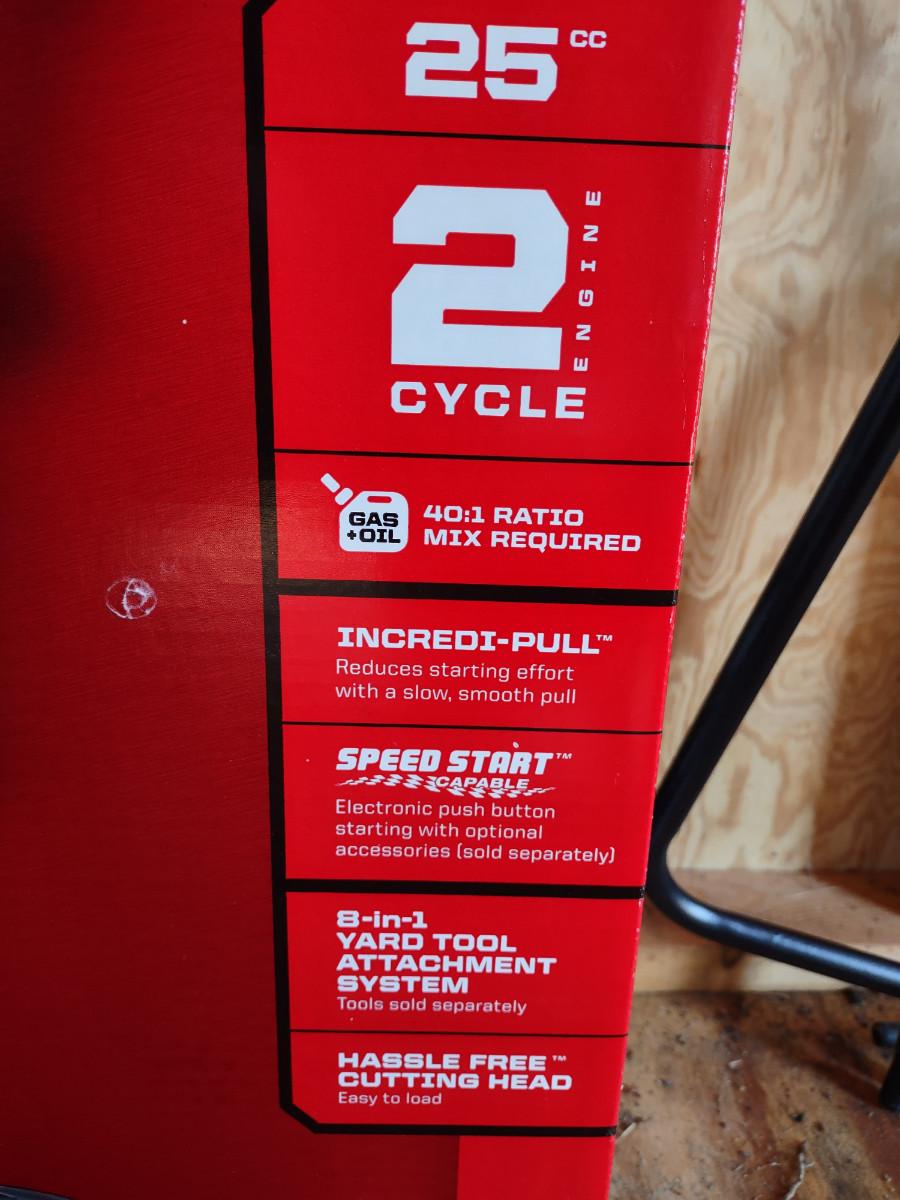 25 CC
2
ENGINE
CYCLE
GAS
+OIL
40:1 RATIO
MIX REQUIRED
INCREDI-PULL™
Reduces starting effort
with a slow, smooth pull
SPEED START™
CAPABLE
Electronic push button
starting with optional
accessories (sold separately)
8-in-1
YARD TOOL
ATTACHMENT
SYSTEM
Tools sold separately
HASSLE FREE™
CUTTING HEAD
Easy to load